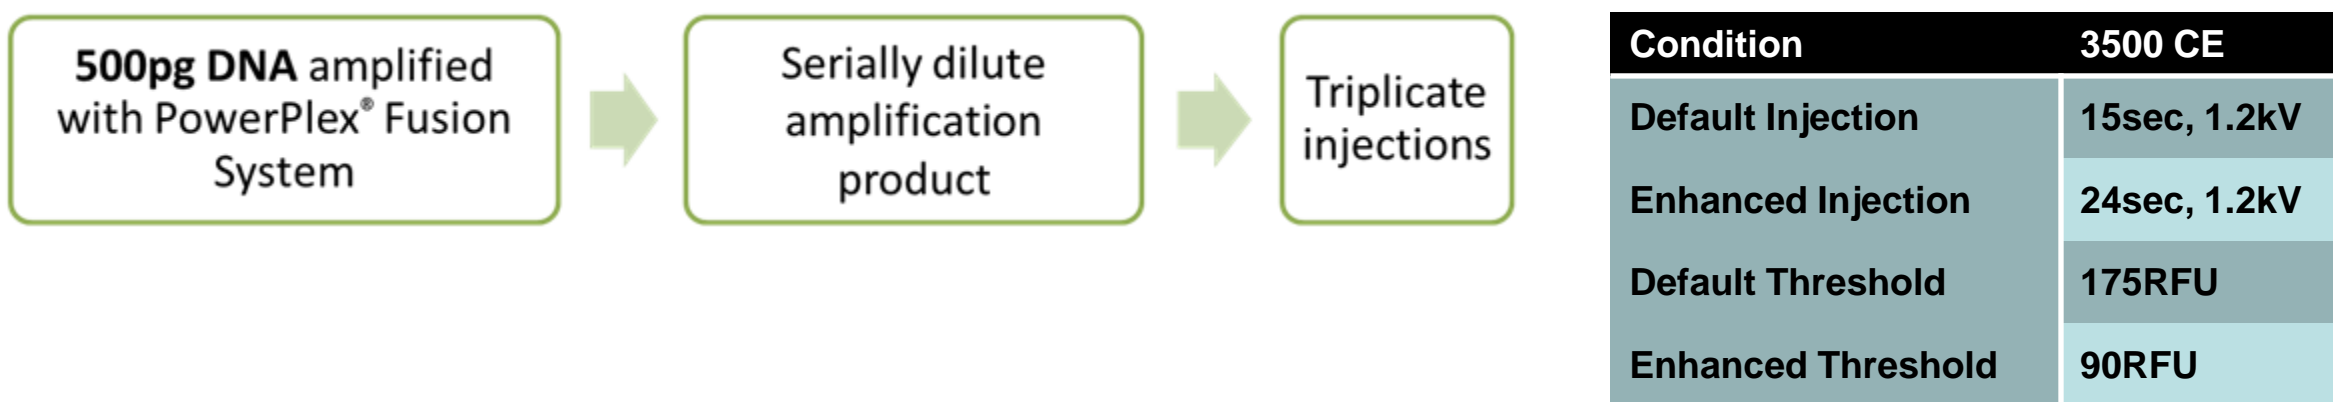 500pg DNA amplified
with PowerPlex® Fusion
System
Serially dilute
amplification
product
Triplicate
injections
Condition 3500 CE
Default Injection 15sec, 1.2kV
Enhanced Injection 24sec, 1.2kV
Default Threshold 175RFU
Enhanced Threshold 90RFU